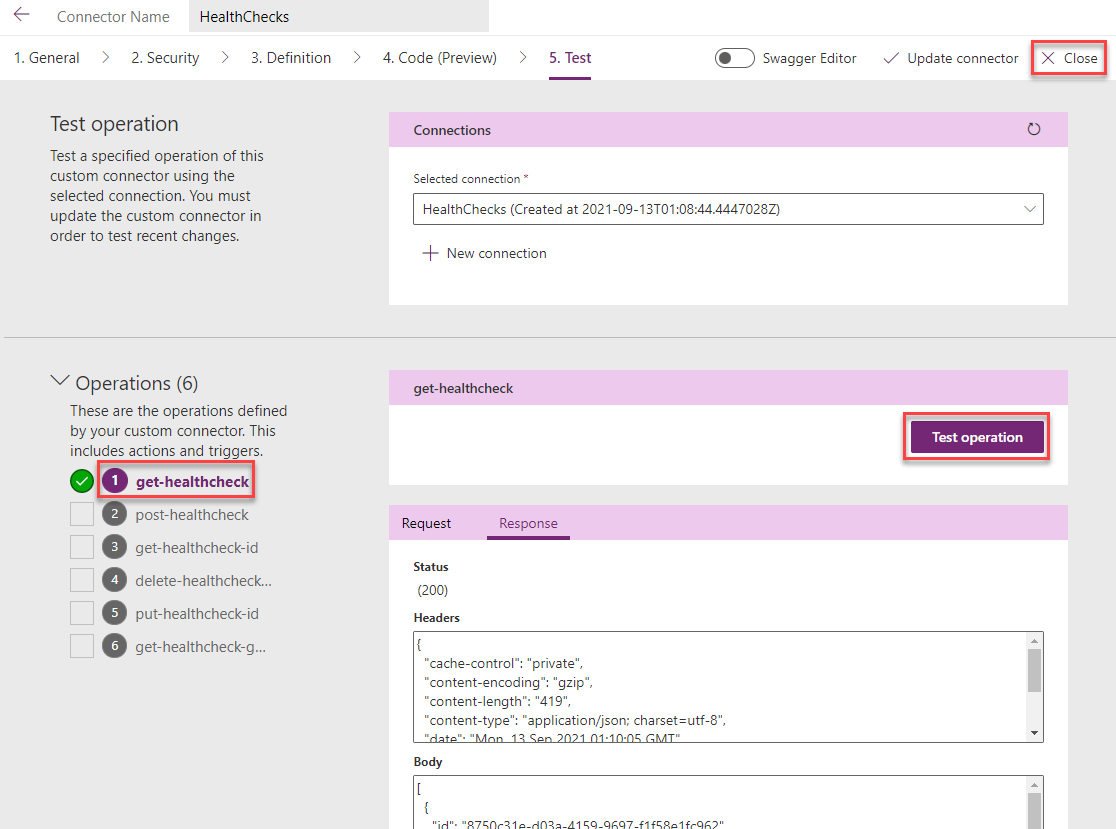 Connector Name
HealthChecks
1. General
2. Security
3. Definition
4. Code (Preview)
5. Test
Swagger Editor
Update connector
Close
Test operation
Test a specified operation of this
custom connector using the
selected connection. You must
update the custom connector in
order to test recent changes.
Connections
Selected connection *
HealthChecks (Created at 2021-09-13T01:08:44.4447028Z)
New connection
Operations (6)
These are the operations defined
by your custom connector. This
includes actions and triggers.
1 get-healthcheck
2 post-healthcheck
3 get-healthcheck-id
4 delete-healthcheck...
5 put-healthcheck-id
6 get-healthcheck-g...
get-healthcheck
Test operation
Request
Response
Status
(200)
Headers
{
"cache-control": "private",
"content-encoding": "gzip",
"content-length": "419",
"content-type": "application/json; charset=utf-8",
"date": "Mon, 13 Sep 2021 01:10:05 GMT"
Body
[
{
"id": "8750c31e-d03a-4159-9697-f1f58e1fc962"